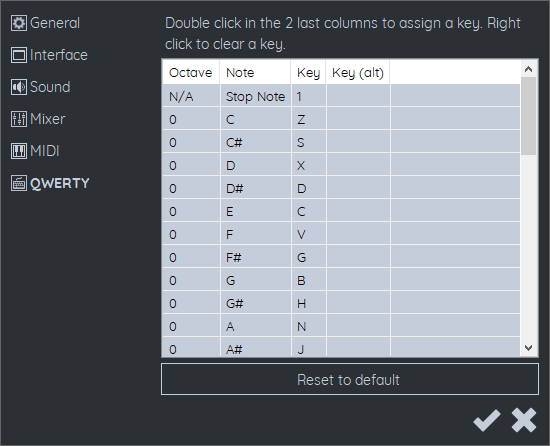 General
Interface
Sound
Mixer
MIDI
QWERTY
Double click in the 2 last columns to assign a key. Right
click to clear a key.
Octave Note Key Key (alt)
N/A Stop Note 1
0 C Z
0 C# S
0 D X
0 D# D
0 E C
0 F V
0 F# G
0 G B
0 G# H
0 A N
0 A# J
Reset to default